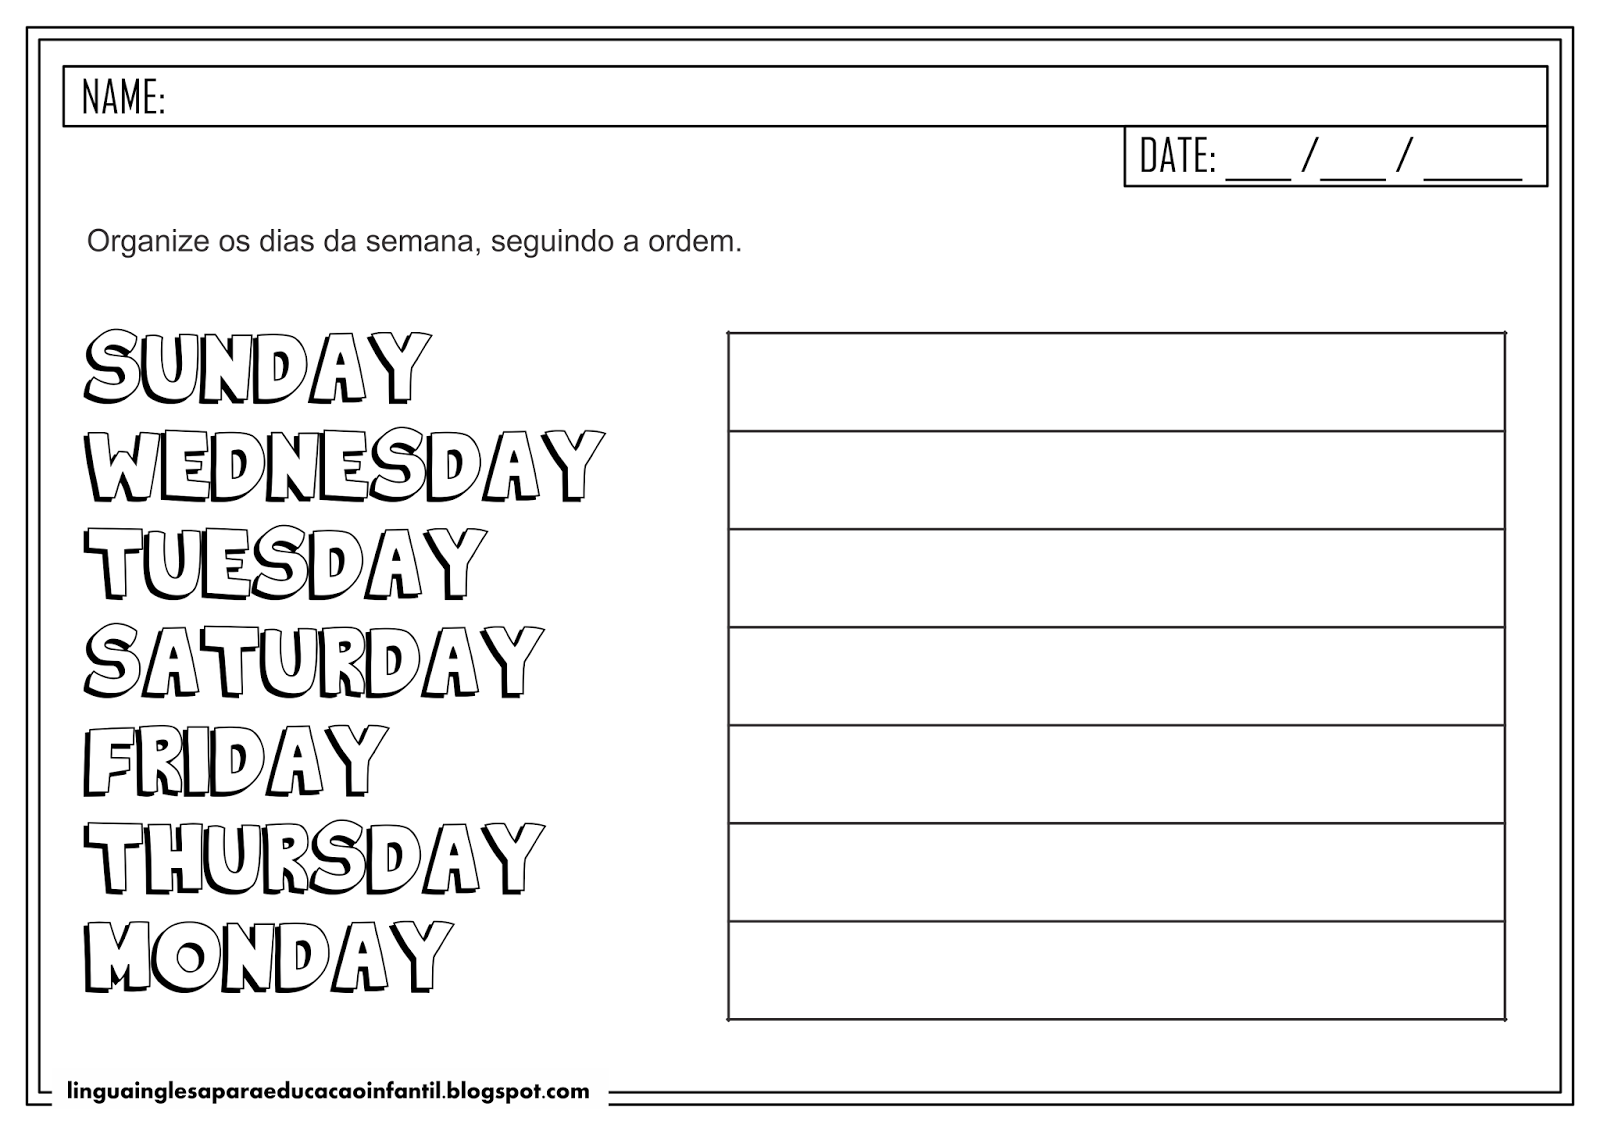 NAME:
DATE: ___ / ___ / _____
Organize os dias da semana, seguindo a ordem.
SUNDAY
WEDNESDAY
TUESDAY
SATURDAY
FRIDAY
THURSDAY
MONDAY
linguainglesaparaeducacaoinfantil.blogspot.com